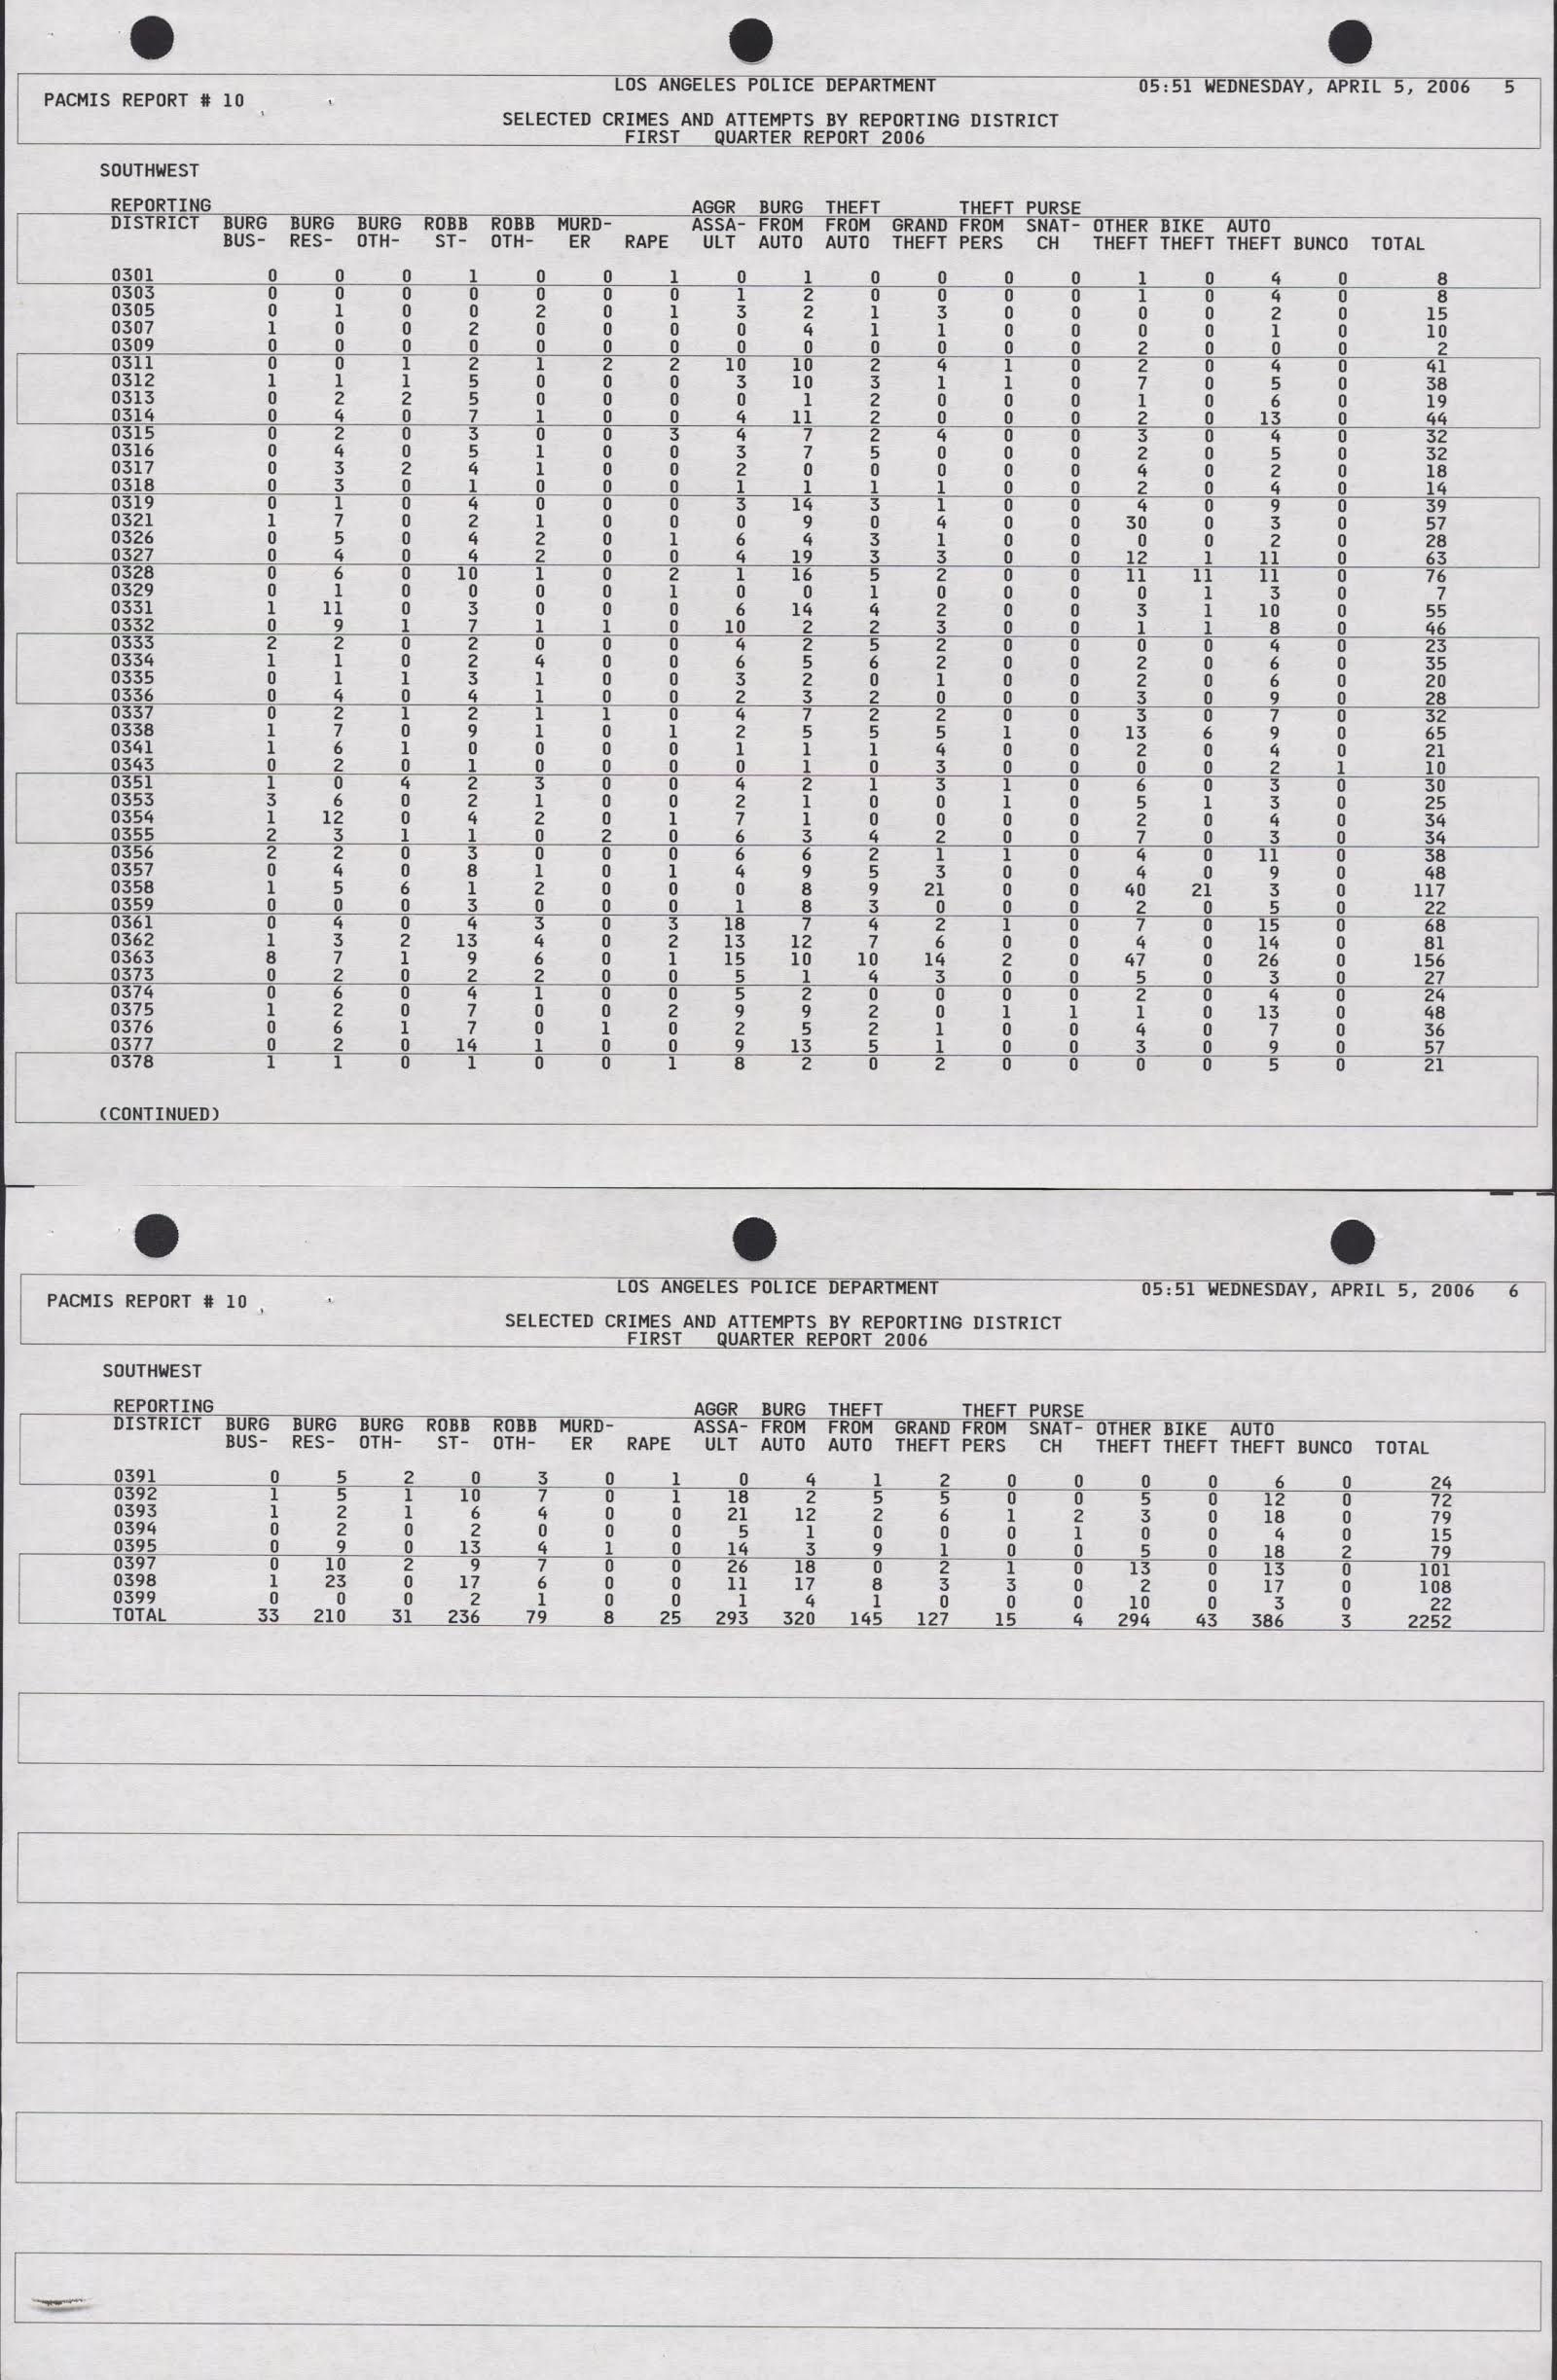 LOS ANGELES POLICE DEPARTMENT 05:51 WEDNESDAY, APRIL 5, 2006 5
PACMIS REPORT # 10
SELECTED CRIMES AND ATTEMPTS BY REPORTING DISTRICT
FIRST QUARTER REPORT 2006
SOUTHWEST
REPORTING AGGR BURG THEFT THEFT PURSE
DISTRICT BURG BURG BURG ROBB ROBB MURD- ASSA- FROM FROM GRAND FROM SNAT- OTHER BIKE AUTO
BUS- RES- OTH- ST- OTH- ER RAPE ULT AUTO AUTO THEFT PERS CH THEFT THEFT THEFT BUNCO TOTAL
0301 0 0 0 1 0 0 1 0 1 0 0 0 0 1 0 4 0 8
0303 0 0 0 0 0 0 0 1 2 0 0 0 0 1 0 4 0 8
0305 0 1 0 0 2 0 1 3 2 1 3 0 0 0 0 2 0 15
0307 1 0 0 2 0 0 0 0 4 1 1 0 0 0 0 1 0 10
0309 0 0 0 0 0 0 0 0 0 0 0 0 0 2 0 0 0 2
0311 0 0 1 2 1 2 2 10 10 2 4 1 0 2 0 4 0 41
0312 1 1 1 5 0 0 0 3 10 3 1 1 0 7 0 5 0 38
0313 0 2 2 5 0 0 0 0 1 2 0 0 0 1 0 6 0 19
0314 0 4 0 7 1 0 0 4 11 2 0 0 0 2 0 13 0 44
0315 0 2 0 3 0 0 3 4 7 2 4 0 0 3 0 4 0 32
0316 0 4 0 5 1 0 0 3 7 5 0 0 0 2 0 5 0 32
0317 0 3 2 4 1 0 0 2 0 0 0 0 0 4 0 2 0 18
0318 0 3 0 1 0 0 0 1 1 1 1 0 0 2 0 4 0 14
0319 0 1 0 4 0 0 0 3 14 3 1 0 0 4 0 9 0 39
0321 1 7 0 2 1 0 0 0 9 0 4 0 0 30 0 3 0 57
0326 0 5 0 4 2 0 1 6 4 3 1 0 0 0 0 2 0 28
0327 0 4 0 4 2 0 0 4 19 3 3 0 0 12 1 11 0 63
0328 0 6 0 10 1 0 2 1 16 5 2 0 0 11 11 11 0 76
0329 0 1 0 0 0 0 1 0 0 1 0 0 0 0 1 3 0 7
0331 1 11 0 3 0 0 0 6 14 4 2 0 0 3 1 10 0 55
0332 0 9 1 7 1 1 0 10 2 2 3 0 0 1 1 8 0 46
0333 2 2 0 2 0 0 0 4 2 5 2 0 0 0 0 4 0 23
0334 1 1 0 2 4 0 0 6 5 6 2 0 0 2 0 6 0 35
0335 0 1 1 3 1 0 0 3 2 0 1 0 0 2 0 6 0 20
0336 0 4 0 4 1 0 0 2 3 2 0 0 0 3 0 9 0 28
0337 0 2 1 2 1 1 0 4 7 2 2 0 0 3 0 7 0 32
0338 1 7 0 9 1 0 1 2 5 5 5 1 0 13 6 9 0 65
0341 1 6 1 0 0 0 0 1 1 1 4 0 0 2 0 4 0 21
0343 0 2 0 1 0 0 0 0 1 0 3 0 0 0 0 2 1 10
0351 1 0 4 2 3 0 0 4 2 1 3 1 0 6 0 3 0 30
0353 3 6 0 2 1 0 0 2 1 0 0 1 0 5 1 3 0 25
0354 1 12 0 4 2 0 1 7 1 0 0 0 0 2 0 4 0 34
0355 2 3 1 1 0 2 0 6 3 4 2 0 0 7 0 3 0 34
0356 2 2 0 3 0 0 0 6 6 2 1 1 0 4 0 11 0 38
0357 0 4 0 8 1 0 1 4 9 5 3 0 0 4 0 9 0 48
0358 1 5 6 1 2 0 0 0 8 9 21 0 0 40 21 3 0 117
0359 0 0 0 3 0 0 0 1 8 3 0 0 0 2 0 5 0 22
0361 0 4 0 4 3 0 3 18 7 4 2 1 0 7 0 15 0 68
0362 1 3 2 13 4 0 2 13 12 7 6 0 0 4 0 14 0 81
0363 8 7 1 9 6 0 1 15 10 10 14 2 0 47 0 26 0 156
0373 0 2 0 2 2 0 0 5 1 4 3 0 0 5 0 3 0 27
0374 0 6 0 4 1 0 0 5 2 0 0 0 0 2 0 4 0 24
0375 1 2 0 7 0 0 2 9 9 2 0 1 1 1 0 13 0 48
0376 0 6 1 7 0 1 0 2 5 2 1 0 0 4 0 7 0 36
0377 0 2 0 14 1 0 0 9 13 5 1 0 0 3 0 9 0 57
0378 1 1 0 1 0 0 1 8 2 0 2 0 0 0 0 5 0 21
(CONTINUED)
LOS ANGELES POLICE DEPARTMENT 05:51 WEDNESDAY, APRIL 5, 2006 6
PACMIS REPORT # 10
SELECTED CRIMES AND ATTEMPTS BY REPORTING DISTRICT
FIRST QUARTER REPORT 2006
SOUTHWEST
REPORTING AGGR BURG THEFT THEFT PURSE
DISTRICT BURG BURG BURG ROBB ROBB MURD- ASSA- FROM FROM GRAND FROM SNAT- OTHER BIKE AUTO
BUS- RES- OTH- ST- OTH- ER RAPE ULT AUTO AUTO THEFT PERS CH THEFT THEFT THEFT BUNCO TOTAL
0391 0 5 2 0 3 0 1 0 4 1 2 0 0 0 0 6 0 24
0392 1 5 1 10 7 0 1 18 2 5 5 0 0 5 0 12 0 72
0393 1 2 1 6 4 0 0 21 12 2 6 1 2 3 0 18 0 79
0394 0 2 0 2 0 0 0 5 1 0 0 0 1 0 0 4 0 15
0395 0 9 0 13 4 1 0 14 3 9 1 0 0 5 0 18 2 79
0397 0 10 2 9 7 0 0 26 18 0 2 1 0 13 0 13 0 101
0398 1 23 0 17 6 0 0 11 17 8 3 3 0 2 0 17 0 108
0399 0 0 0 2 1 0 0 1 4 1 0 0 0 10 0 3 0 22
TOTAL 33 210 31 236 79 8 25 293 320 145 127 15 4 294 43 386 3 2252